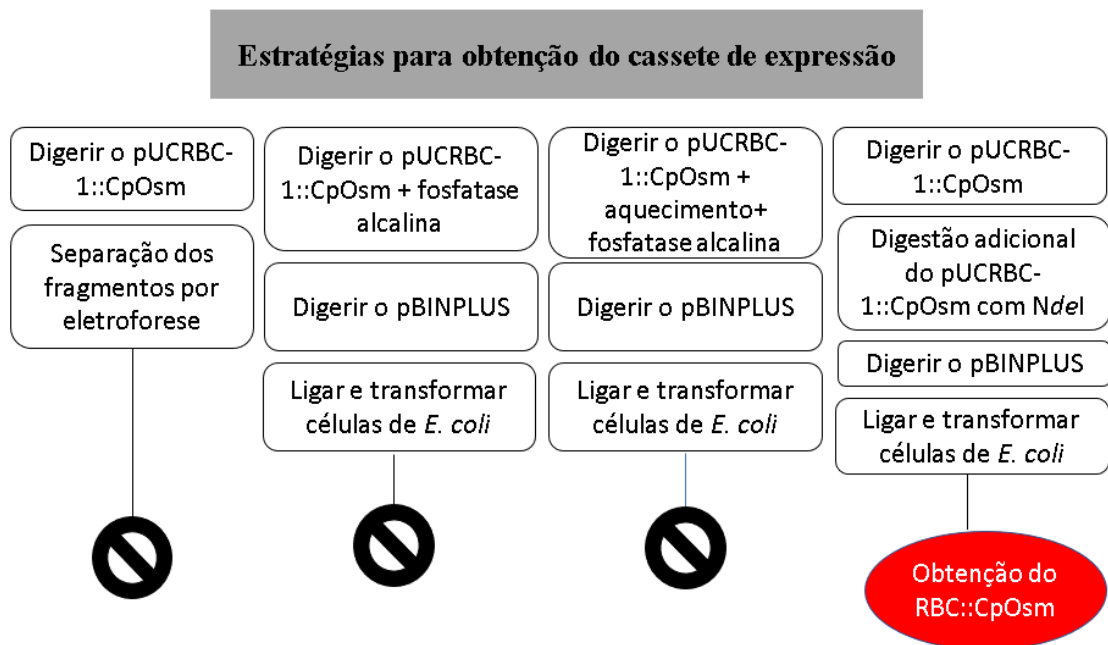 Estratégias para obtenção do cassete de expressão
Digerir o pUCRBC-
1::CpOsm
Separação dos
fragmentos por
eletroforese
Digerir o pUCRBC-
1::CpOsm + fosfatase
alcalina
Digerir o pBINPLUS
Ligar e transformar
células de E. coli
Digerir o pUCRBC-
1::CpOsm +
aquecimento+
fosfatase alcalina
Digerir o pBINPLUS
Ligar e transformar
células de E. coli
Digerir o pUCRBC-
1::CpOsm
Digestão adicional
do pUCRBC-
1::CpOsm com NdeI
Digerir o pBINPLUS
Ligar e transformar
células de E. coli
Obtenção do
RBC::CpOsm